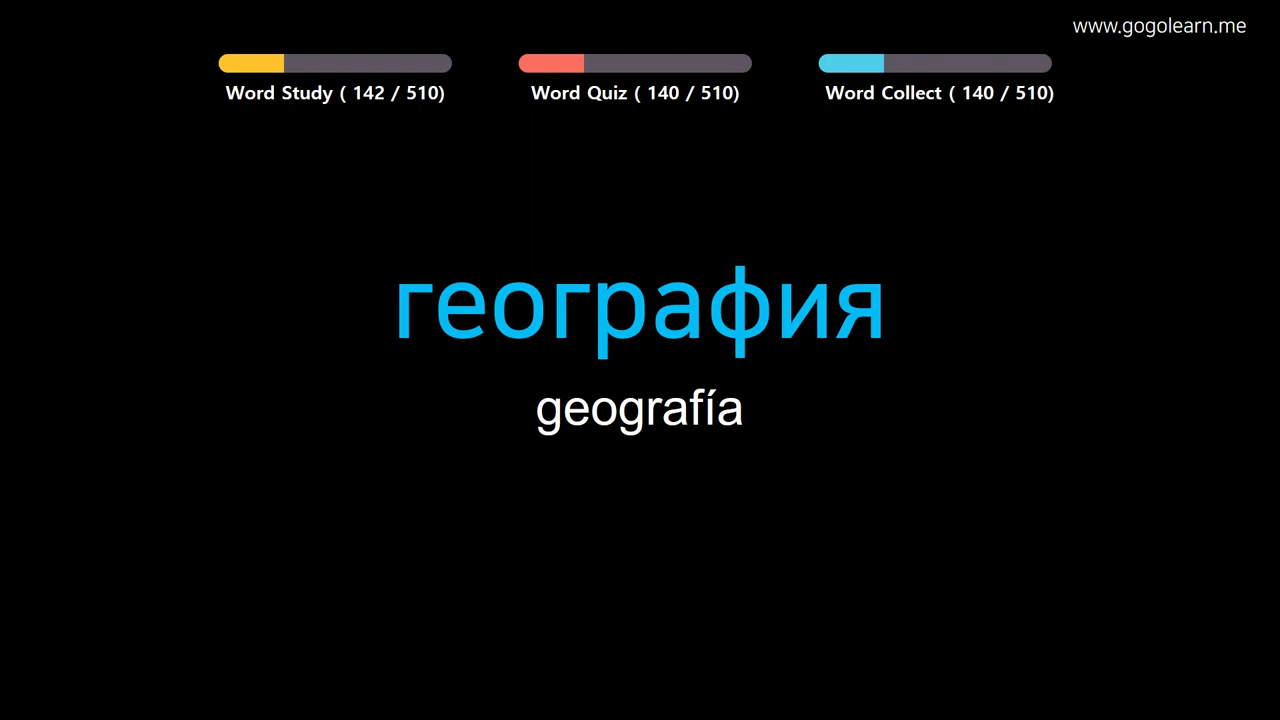 www.gogolearn.me
Word Study ( 142 / 510)
Word Quiz ( 140 / 510)
Word Collect ( 140 / 510)
география
geografía